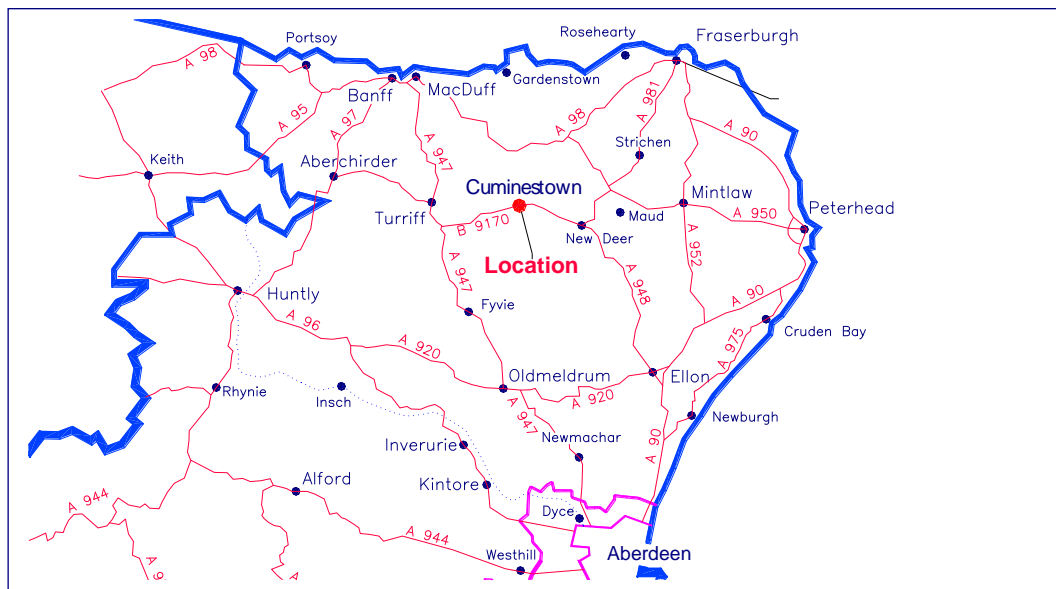 Rosehearty
Fraserburgh
Portsoy
A 98
Gardenstown
MacDuff
Banff
A 981
A 95
A 97
A 98
A 90
Strichen
A 947
Keith
Aberchirder
Cuminestown
Mintlaw
Turriff
Maud
A 950
Peterhead
B 9170
New Deer
A 952
Location
A 947
A 948
Huntly
A 90
Fyvie
A 96
Cruden Bay
A 920
A 975
Oldmeldrum
Ellon
Rhynie
Insch
A 920
A 947
Newburgh
Newmachar
Inverurie
A 90
Alford
Kintore
A 944
Dyce
A 944
Westhill
Aberdeen